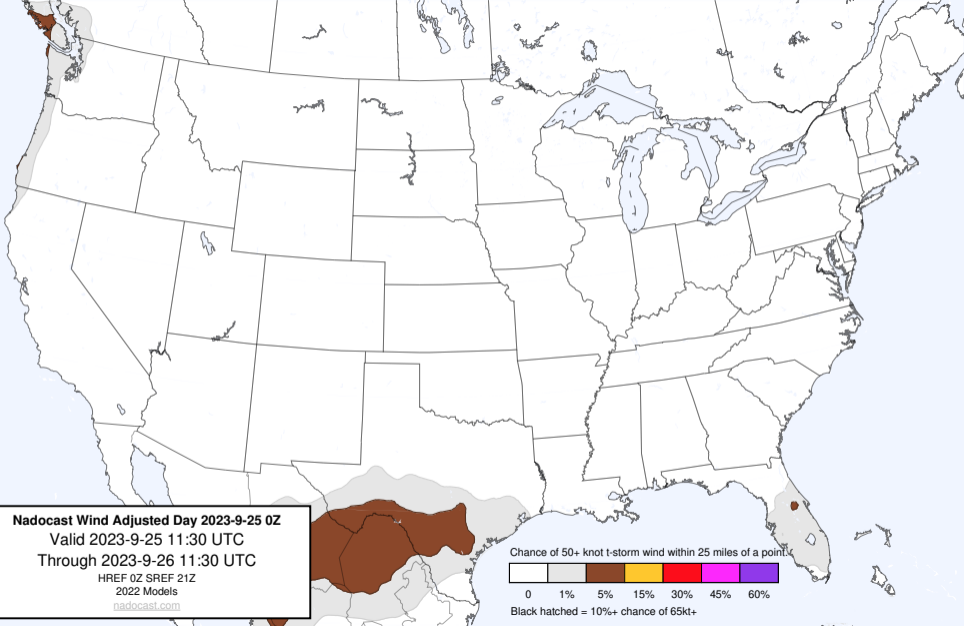 Nadocast Wind Adjusted Day 2023-9-25 0Z
Valid 2023-9-25 11:30 UTC
Through 2023-9-26 11:30 UTC
HREF 0Z SREF 21Z
2022 Models
nadocast.com
Chance of 50+ knot t-storm wind within 25 miles of a point.
0 1% 5% 15% 30% 45% 60%
Black hatched = 10%+ chance of 65kt+